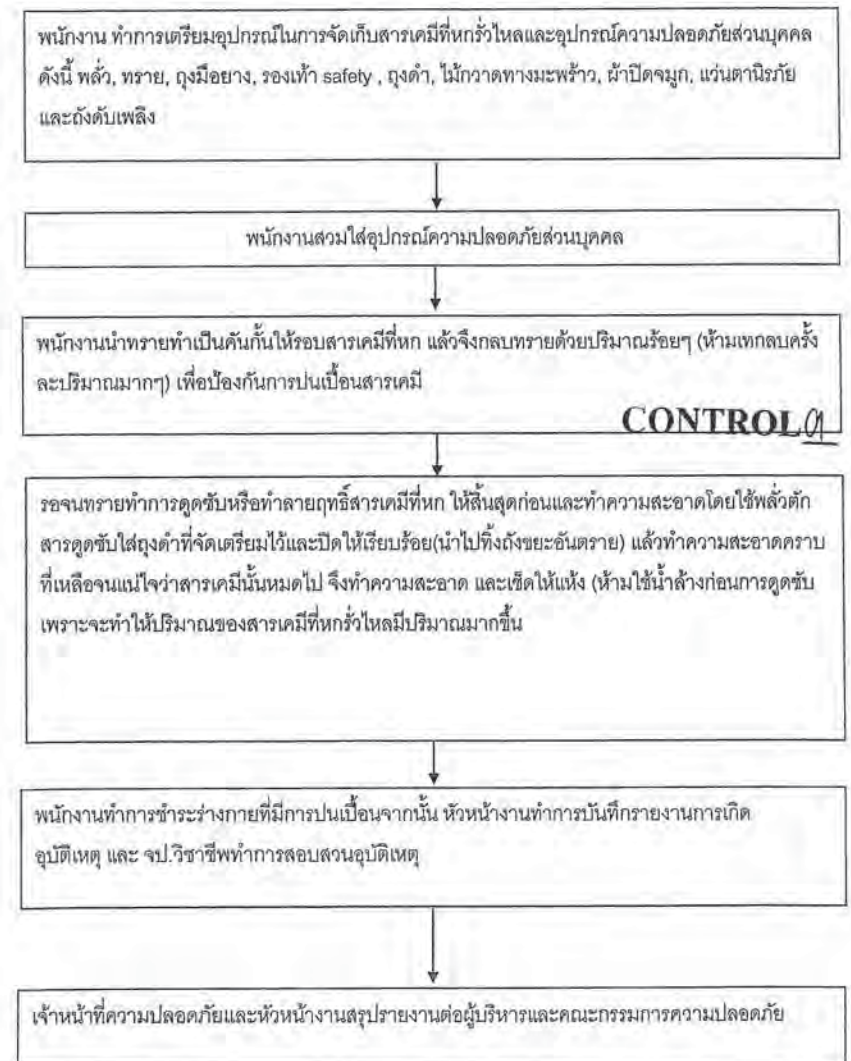 พนักงาน ทำการเตรียมอุปกรณ์ในการจัดเก็บสารเคมีที่หกรั่วไหลและอุปกรณ์ความปลอดภัยส่วนบุคคล
ดังนี้ พลั่ว, ทราย, ถุงมือยาง, รองเท้า safety , ถุงดำ, ไม้กวาดทางมะพร้าว, ผ้าปิดจมูก, แว่นตานิรภัย
และถังดับเพลิง
พนักงานสวมใส่อุปกรณ์ความปลอดภัยส่วนบุคคล
พนักงานนำทรายทำเป็นคันกั้นให้รอบสารเคมีที่หก แล้วจึงกลบทรายด้วยปริมาณร้อยๆ (ห้ามเทกลบครั้ง
ละปริมาณมากๆ) เพื่อป้องกันการปนเปื้อนสารเคมี
CONTROL
รอจนทรายทำการดูดซับหรือทำลายฤทธิ์สารเคมีที่หก ให้สิ้นสุดก่อนและทำความสะอาดโดยใช้พลั่วตัก
สารดูดซับใส่ถุงดำที่จัดเตรียมไว้และปิดให้เรียบร้อย(นำไปทิ้งถังขยะอันตราย) แล้วทำความสะอาดคราบ
ที่เหลือจนแน่ใจว่าสารเคมีนั้นหมดไป จึงทำความสะอาด และเช็ดให้แห้ง (ห้ามใช้น้ำล้างก่อนการดูดซับ
เพราะจะทำให้ปริมาณของสารเคมีที่หกรั่วไหลมีปริมาณมากขึ้น
พนักงานทำการชำระร่างกายที่มีการปนเปื้อนจากนั้น หัวหน้างานทำการบันทึกรายงานการเกิด
อุบัติเหตุ และ จป.วิชาชีพทำการสอบสวนอุบัติเหตุ
เจ้าหน้าที่ความปลอดภัยและหัวหน้างานสรุปรายงานต่อผู้บริหารและคณะกรรมการความปลอดภัย